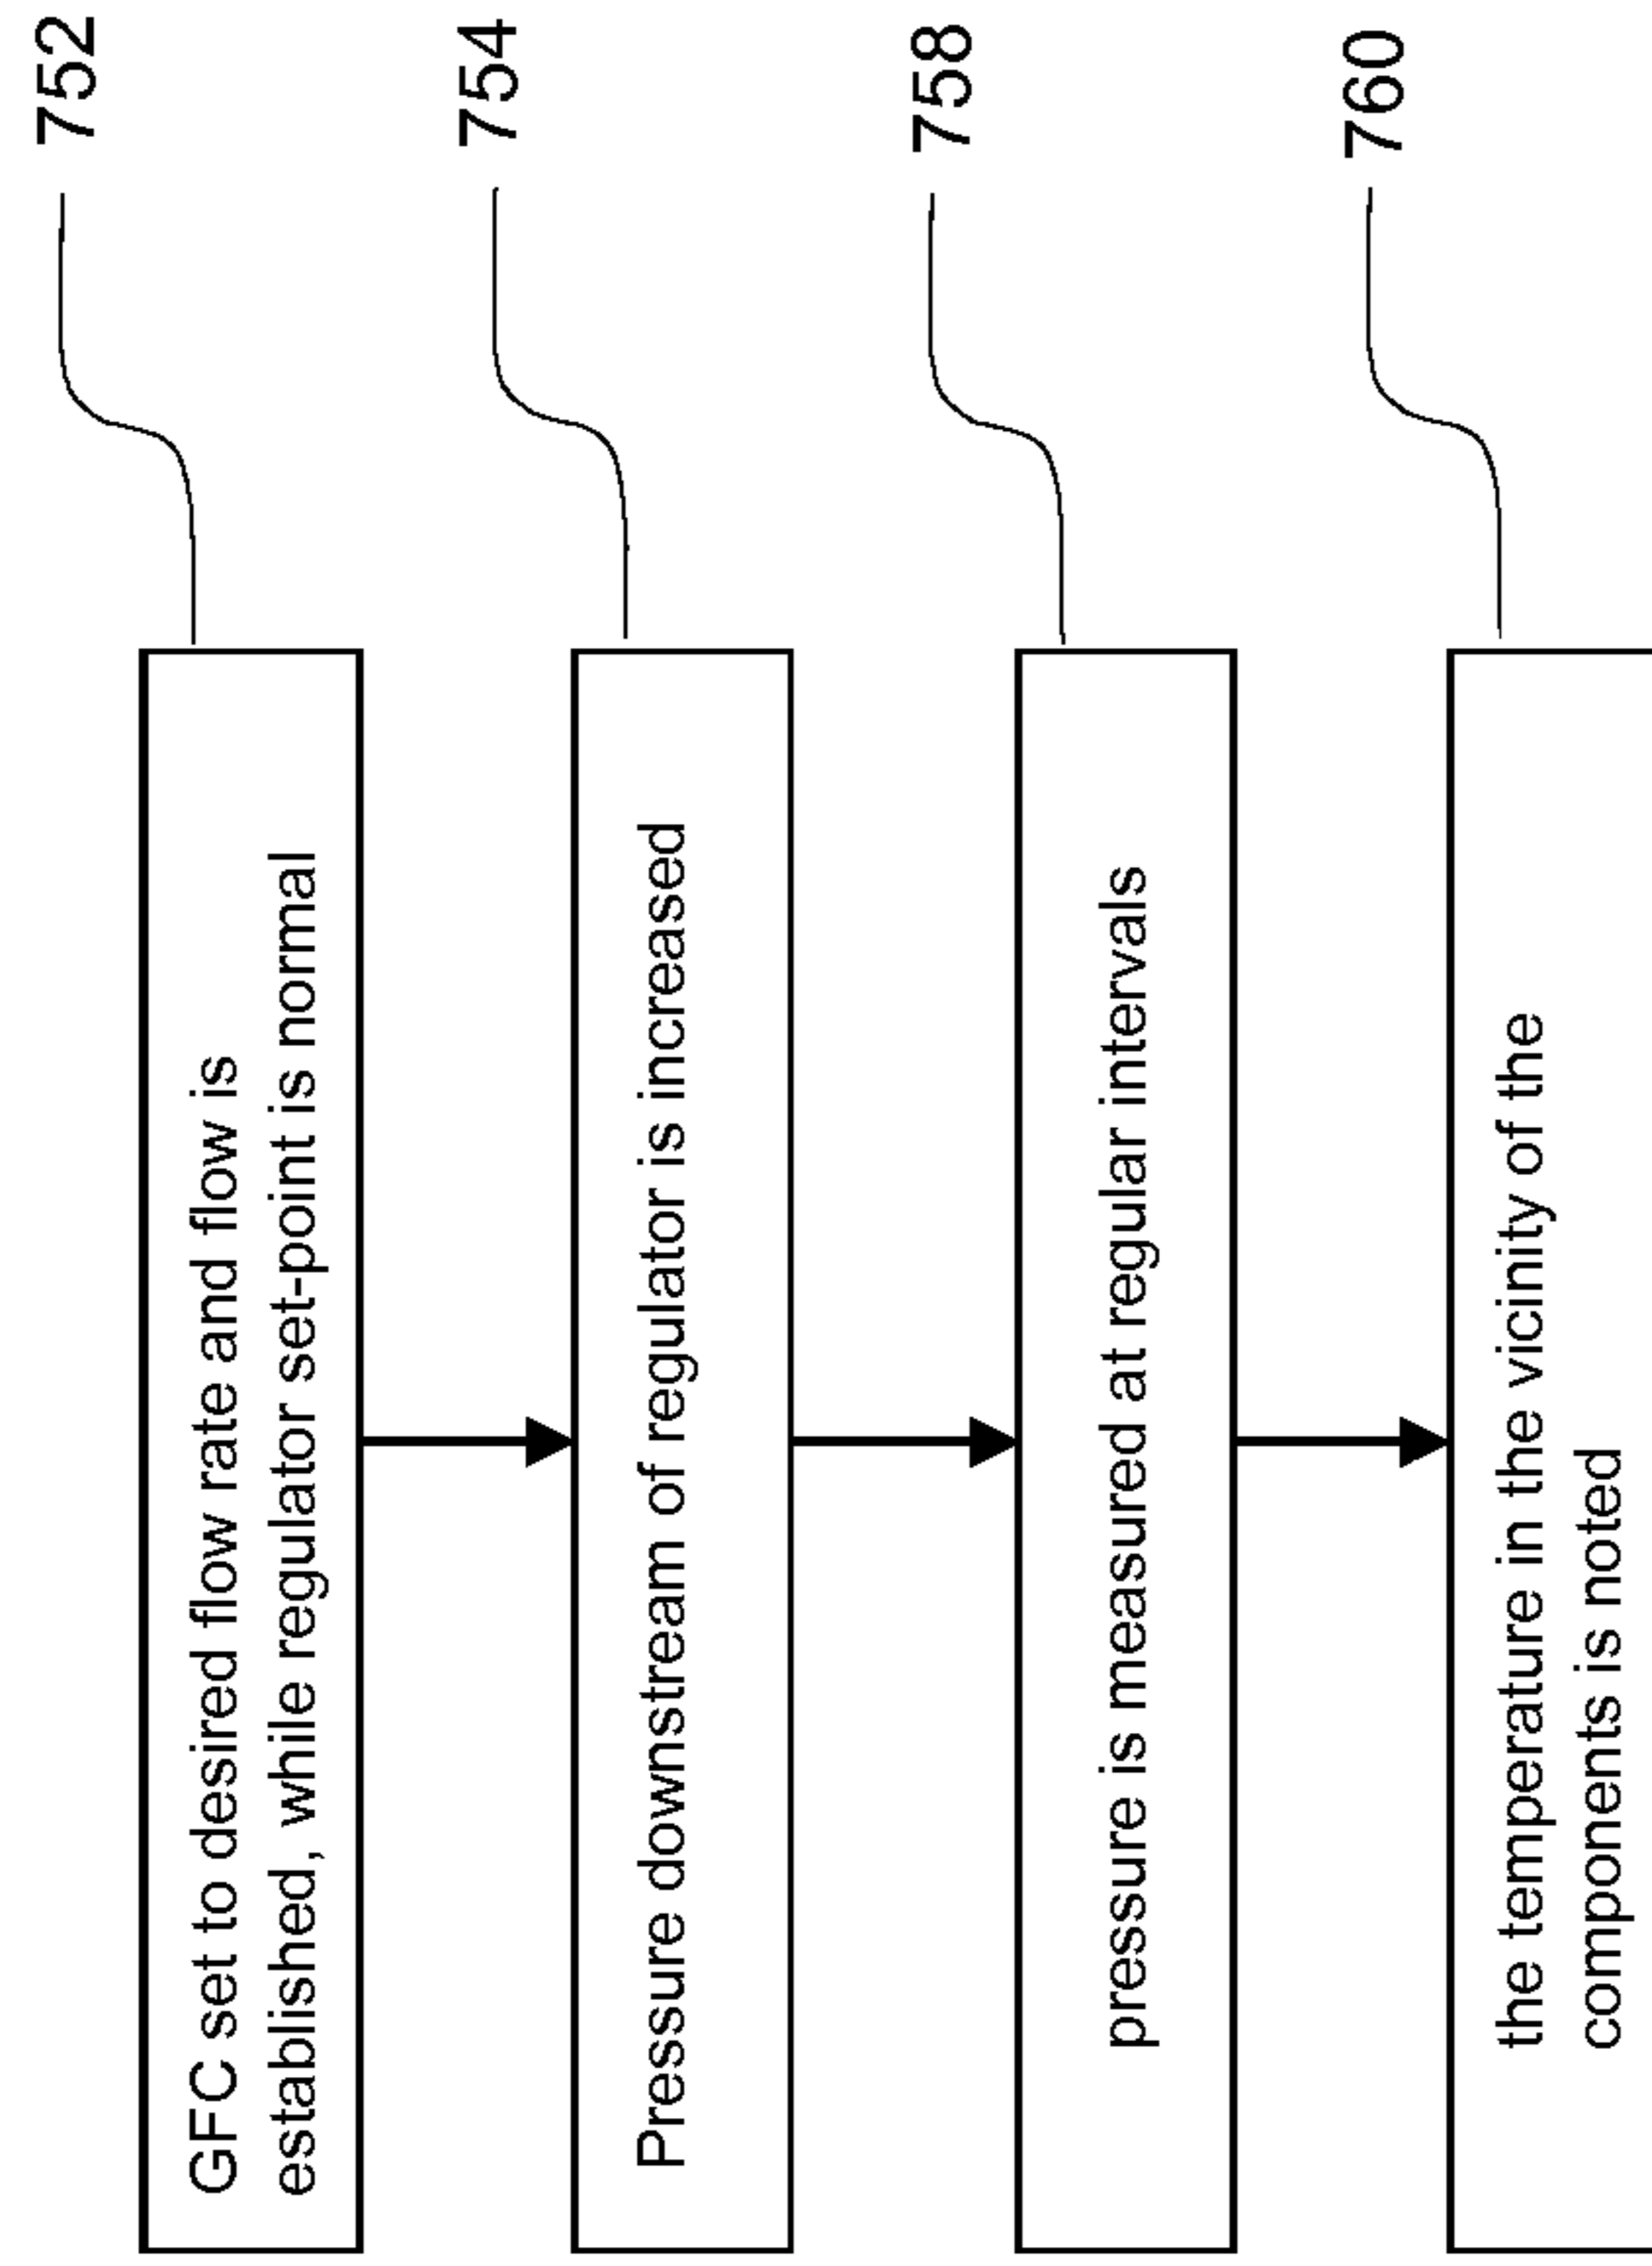 GFC set to desired flow rate and flow is
established, while regulator set-point is normal
752
Pressure downstream of regulator is increased
754
pressure is measured at regular intervals
758
the temperature in the vicinity of the
components is noted
760